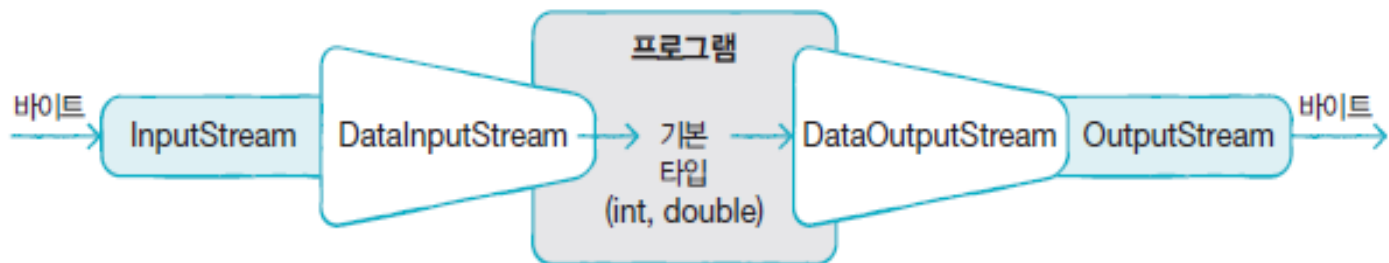 프로그램
바이트
InputStream
DataInputStream
기본
타입
(int, double)
DataOutputStream
OutputStream
바이트